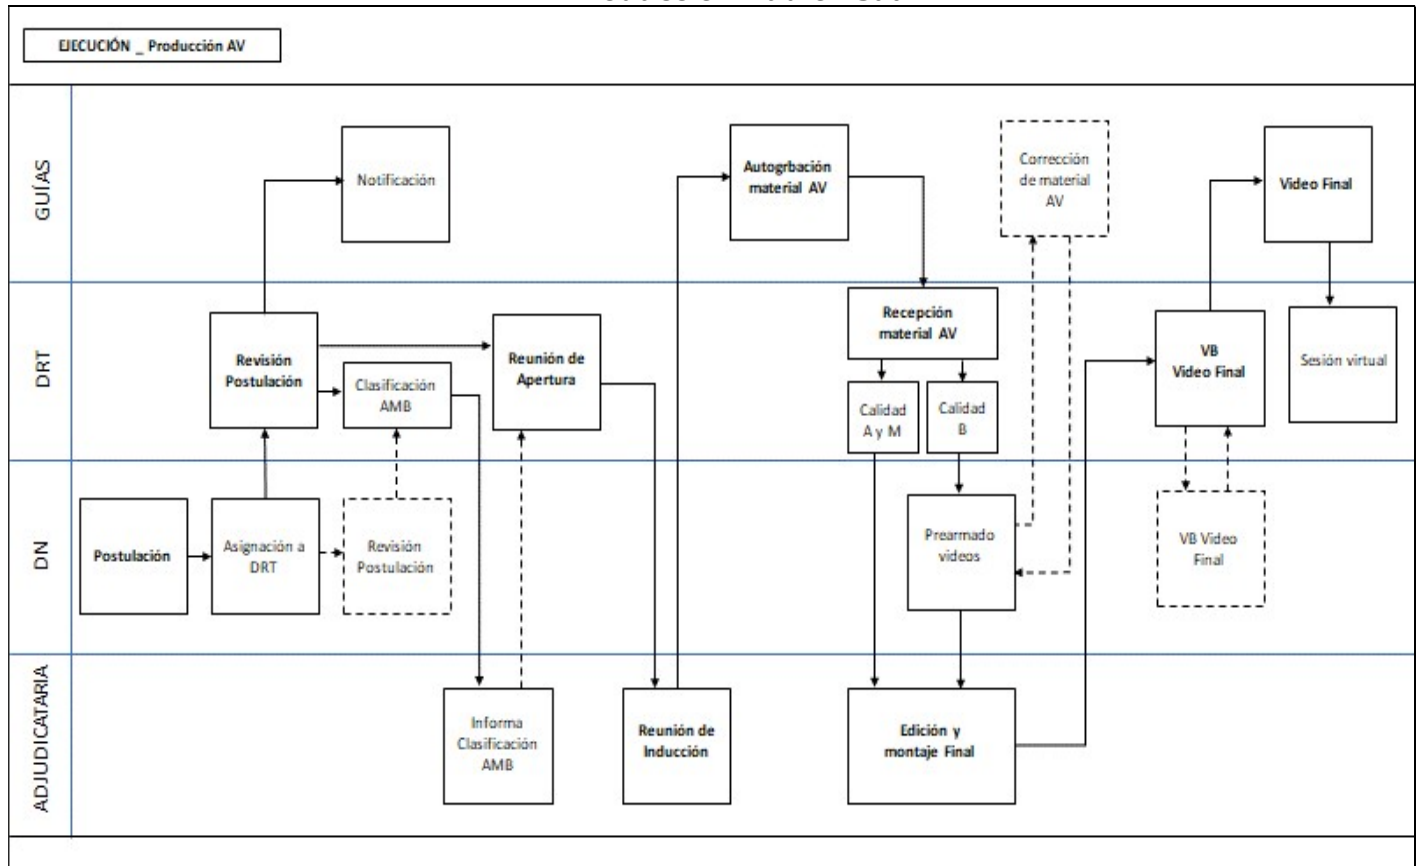 EJECUCIÓN _ Producción AV
GUÍAS
Notificación
Autogrbación
material AV
Corrección
de material
AV
Video Final
DRT
Revisión
Postulación
Clasificación
AMB
Reunión de
Apertura
Recepción
material AV
Calidad
A y M
Calidad
B
VB
Video Final
Sesión virtual
DN
Postulación
Asignación a
DRT
Revisión
Postulación
Prearmado
videos
VB Video
Final
ADJUDICATARIA
Informa
Clasificación
AMB
Reunión de
Inducción
Edición y
montaje Final